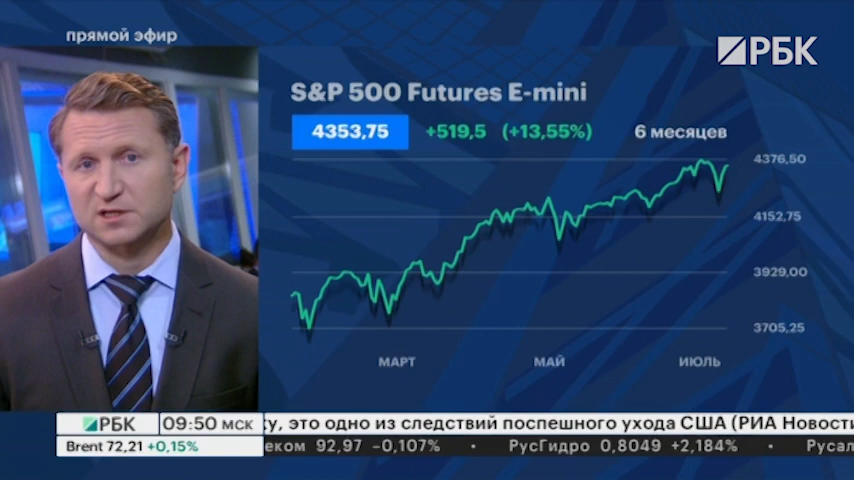 ПРЯМОЙ ЭФИР
РБК
S&P 500 Futures E-mini
4353,75 +519,5 (+13,55%) 6 месяцев
4376,50
4152,75
3929,00
3705,25
МАРТ МАЙ ИЮЛЬ
РБК 09:50 МСК это одно из следствий поспешного ухода США (РИА Новости
Brent 72,21 +0,15% 92,97 -0,107% • РусГидро 0,8049 +2,184% •